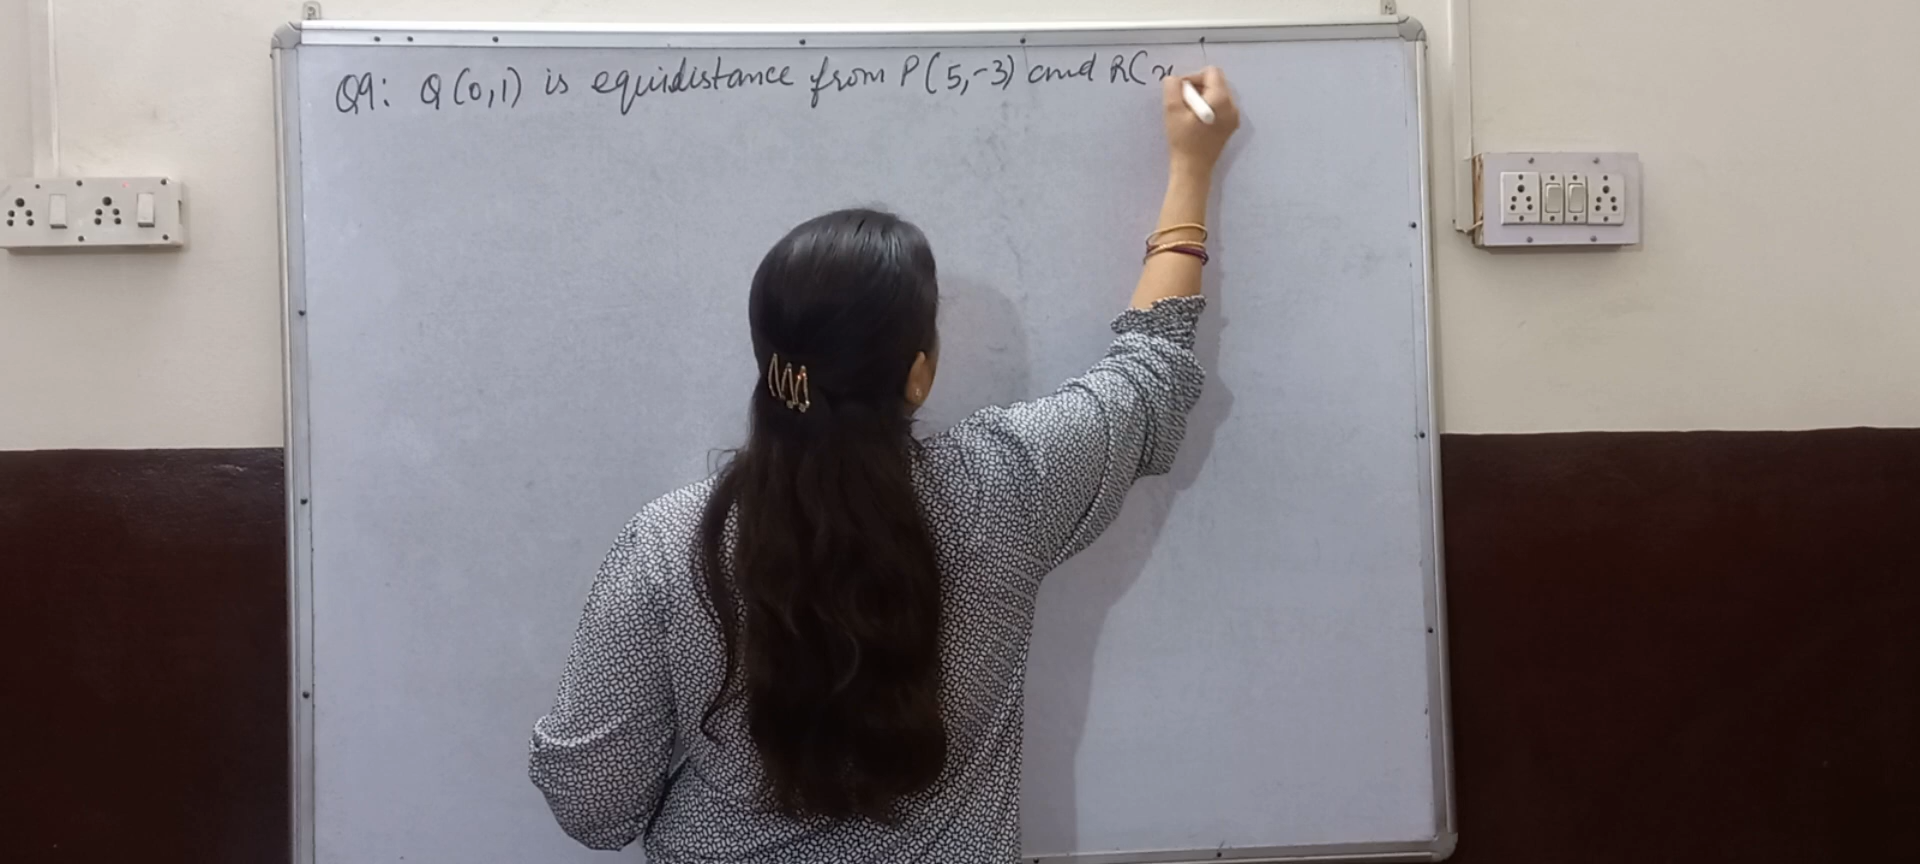 Q9: Q(0,1) is equidistance from P(5,-3) and R(x